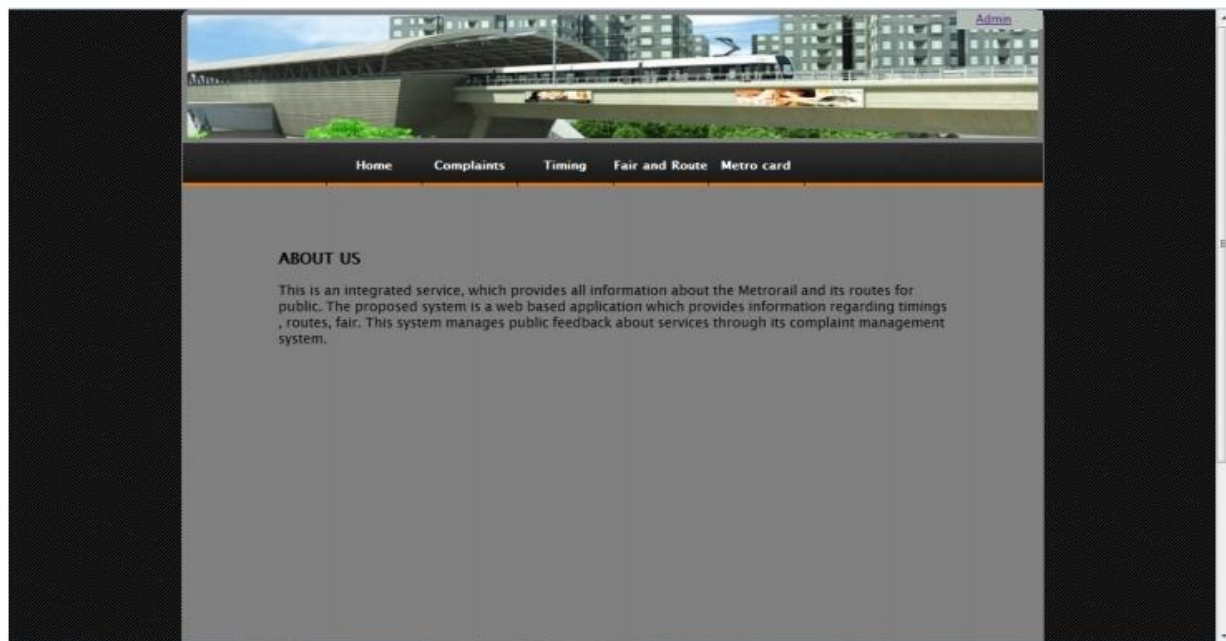 Admin
Home Complaints Timing Fair and Route Metro card
ABOUT US
This is an integrated service, which provides all information about the Metrorail and its routes for
public. The proposed system is a web based application which provides information regarding timings
, routes, fair. This system manages public feedback about services through its complaint management
system.